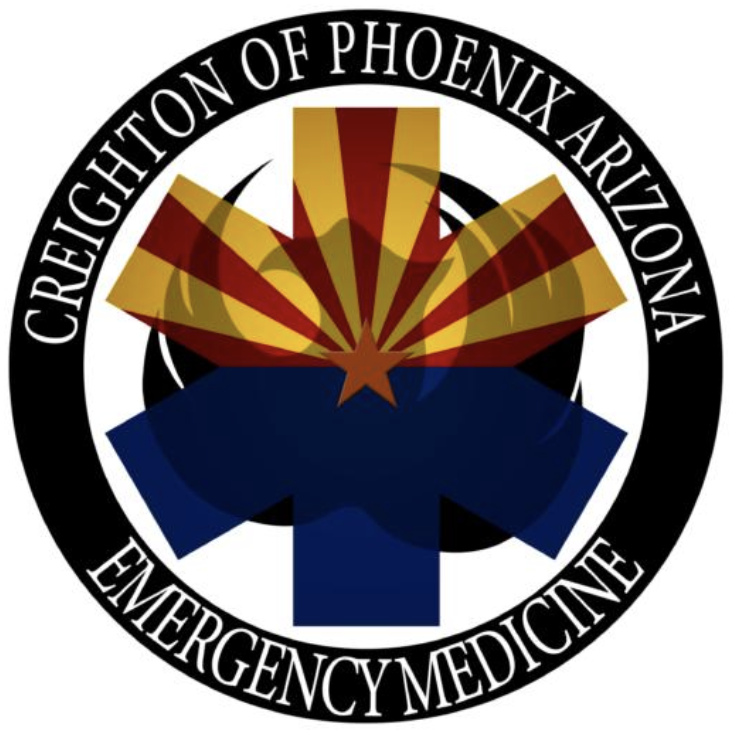 CREIGHTON OF PHOENIX ARIZONA
EMERGENCY MEDICINE